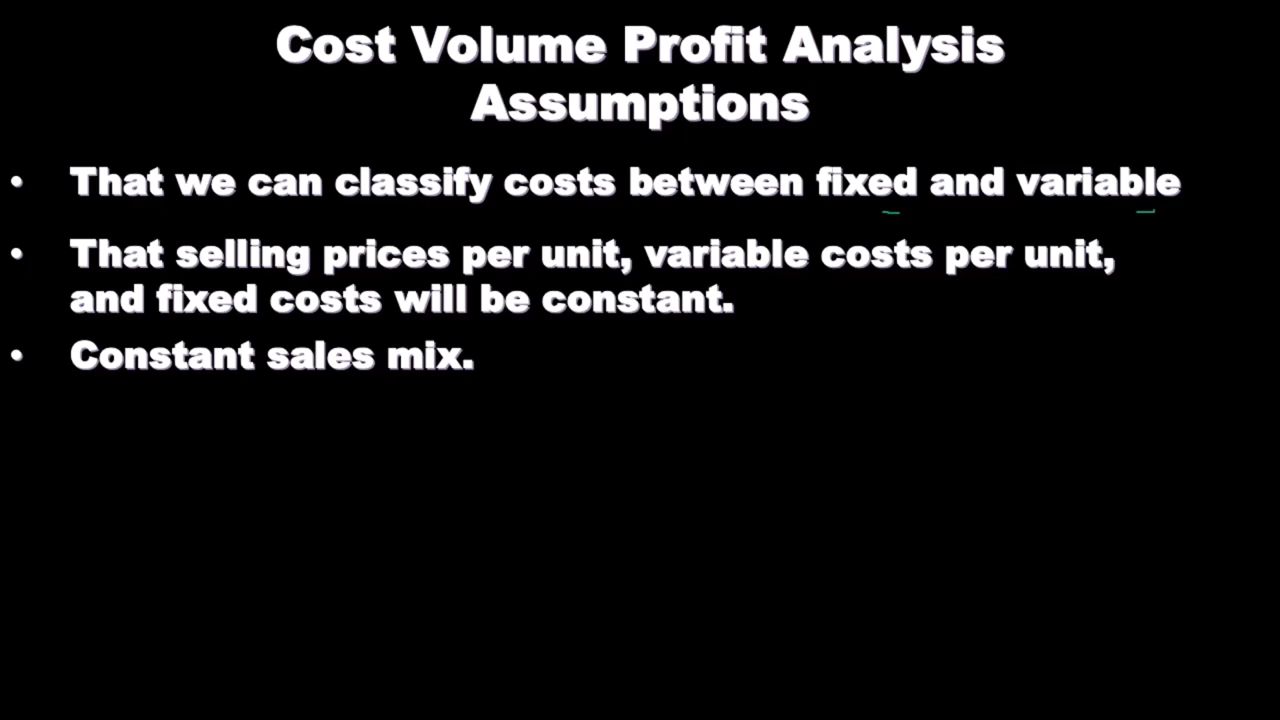 Cost Volume Profit Analysis
Assumptions
• That we can classify costs between fixed and variable
• That selling prices per unit, variable costs per unit,
and fixed costs will be constant.
• Constant sales mix.